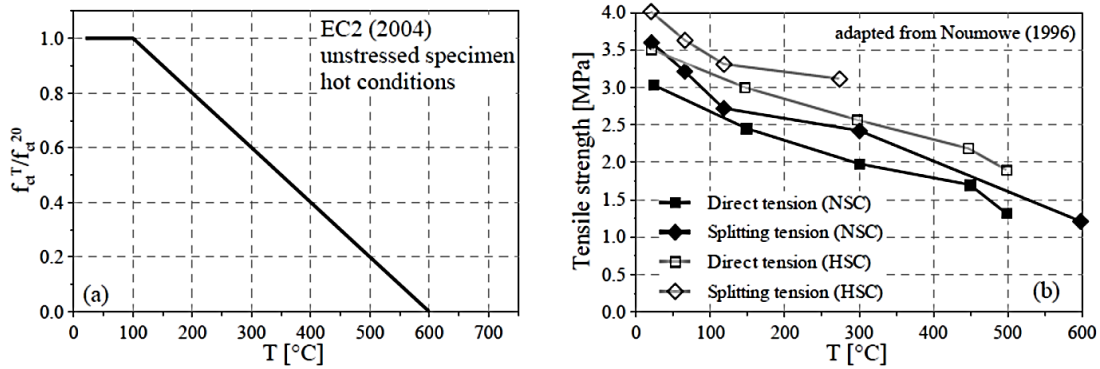 EC2 (2004)
unstressed specimen
hot conditions
1.0
0.8
0.6
0.4
0.2
0.0
f_ct^T/f_ct^20
(a)
0 100 200 300 400 500 600 700
T [°C]
adapted from Noumowe (1996)
4.0
3.5
3.0
2.5
2.0
1.5
1.0
0.5
0.0
Tensile strength [MPa]
Direct tension (NSC)
Splitting tension (NSC)
Direct tension (HSC)
Splitting tension (HSC)
(b)
0 100 200 300 400 500 600
T [°C]